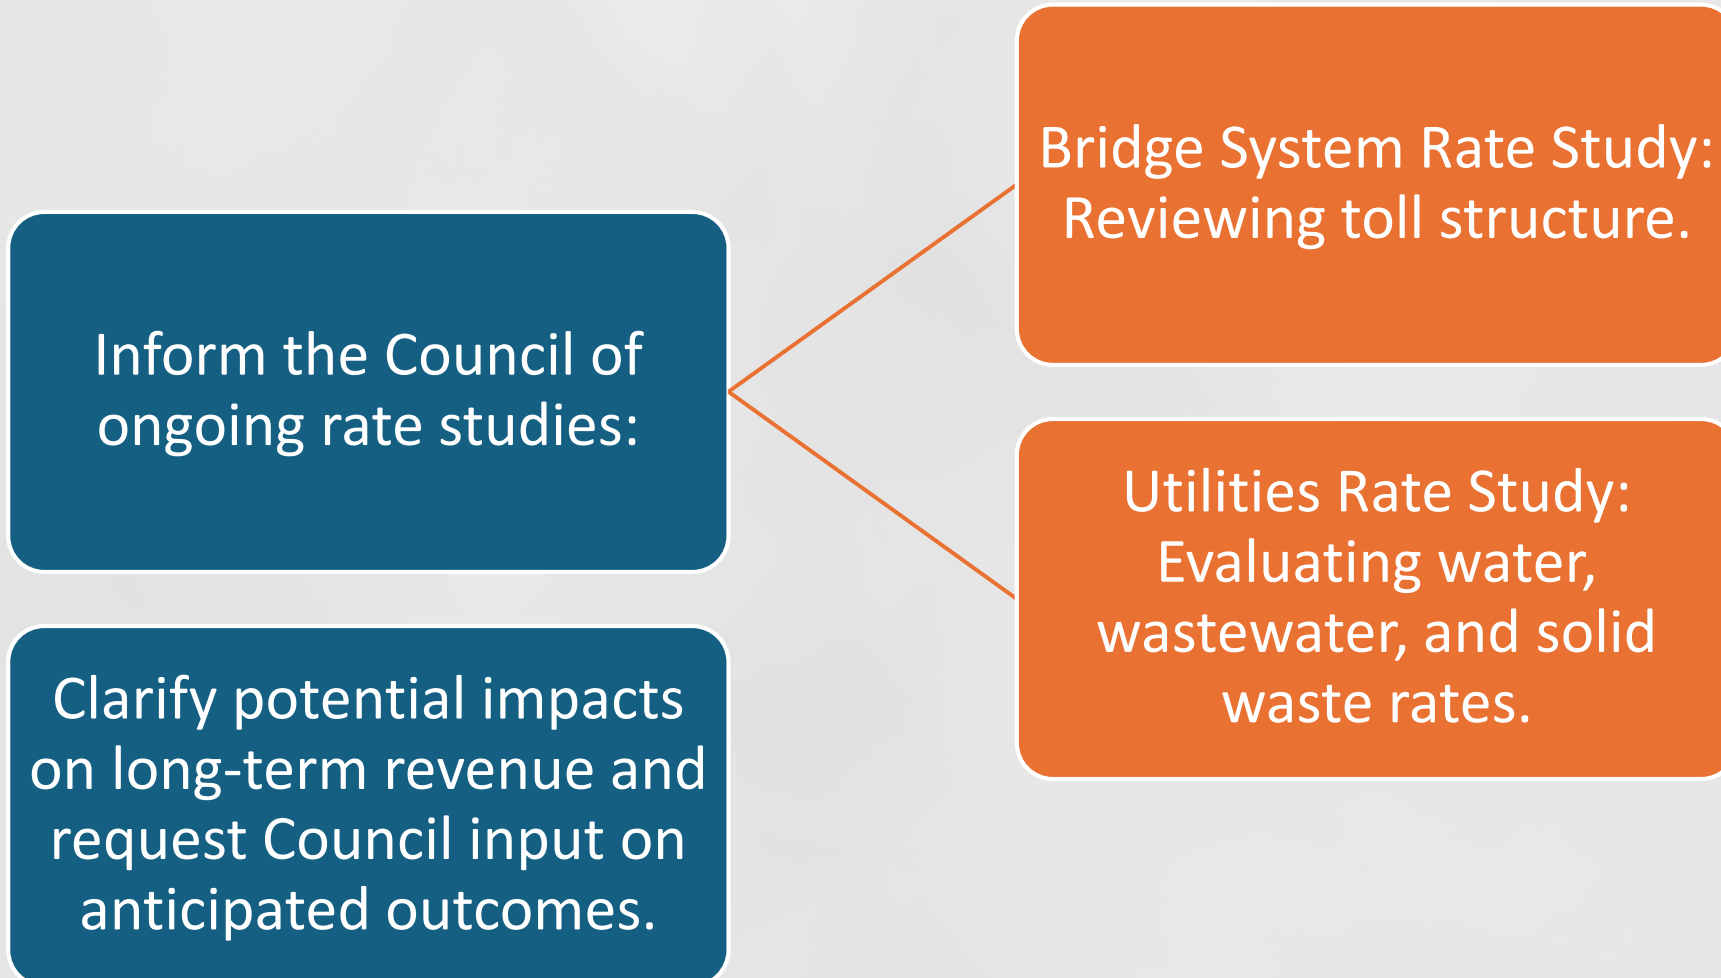 Inform the Council of
ongoing rate studies:
Bridge System Rate Study:
Reviewing toll structure.
Utilities Rate Study:
Evaluating water,
wastewater, and solid
waste rates.
Clarify potential impacts
on long-term revenue and
request Council input on
anticipated outcomes.